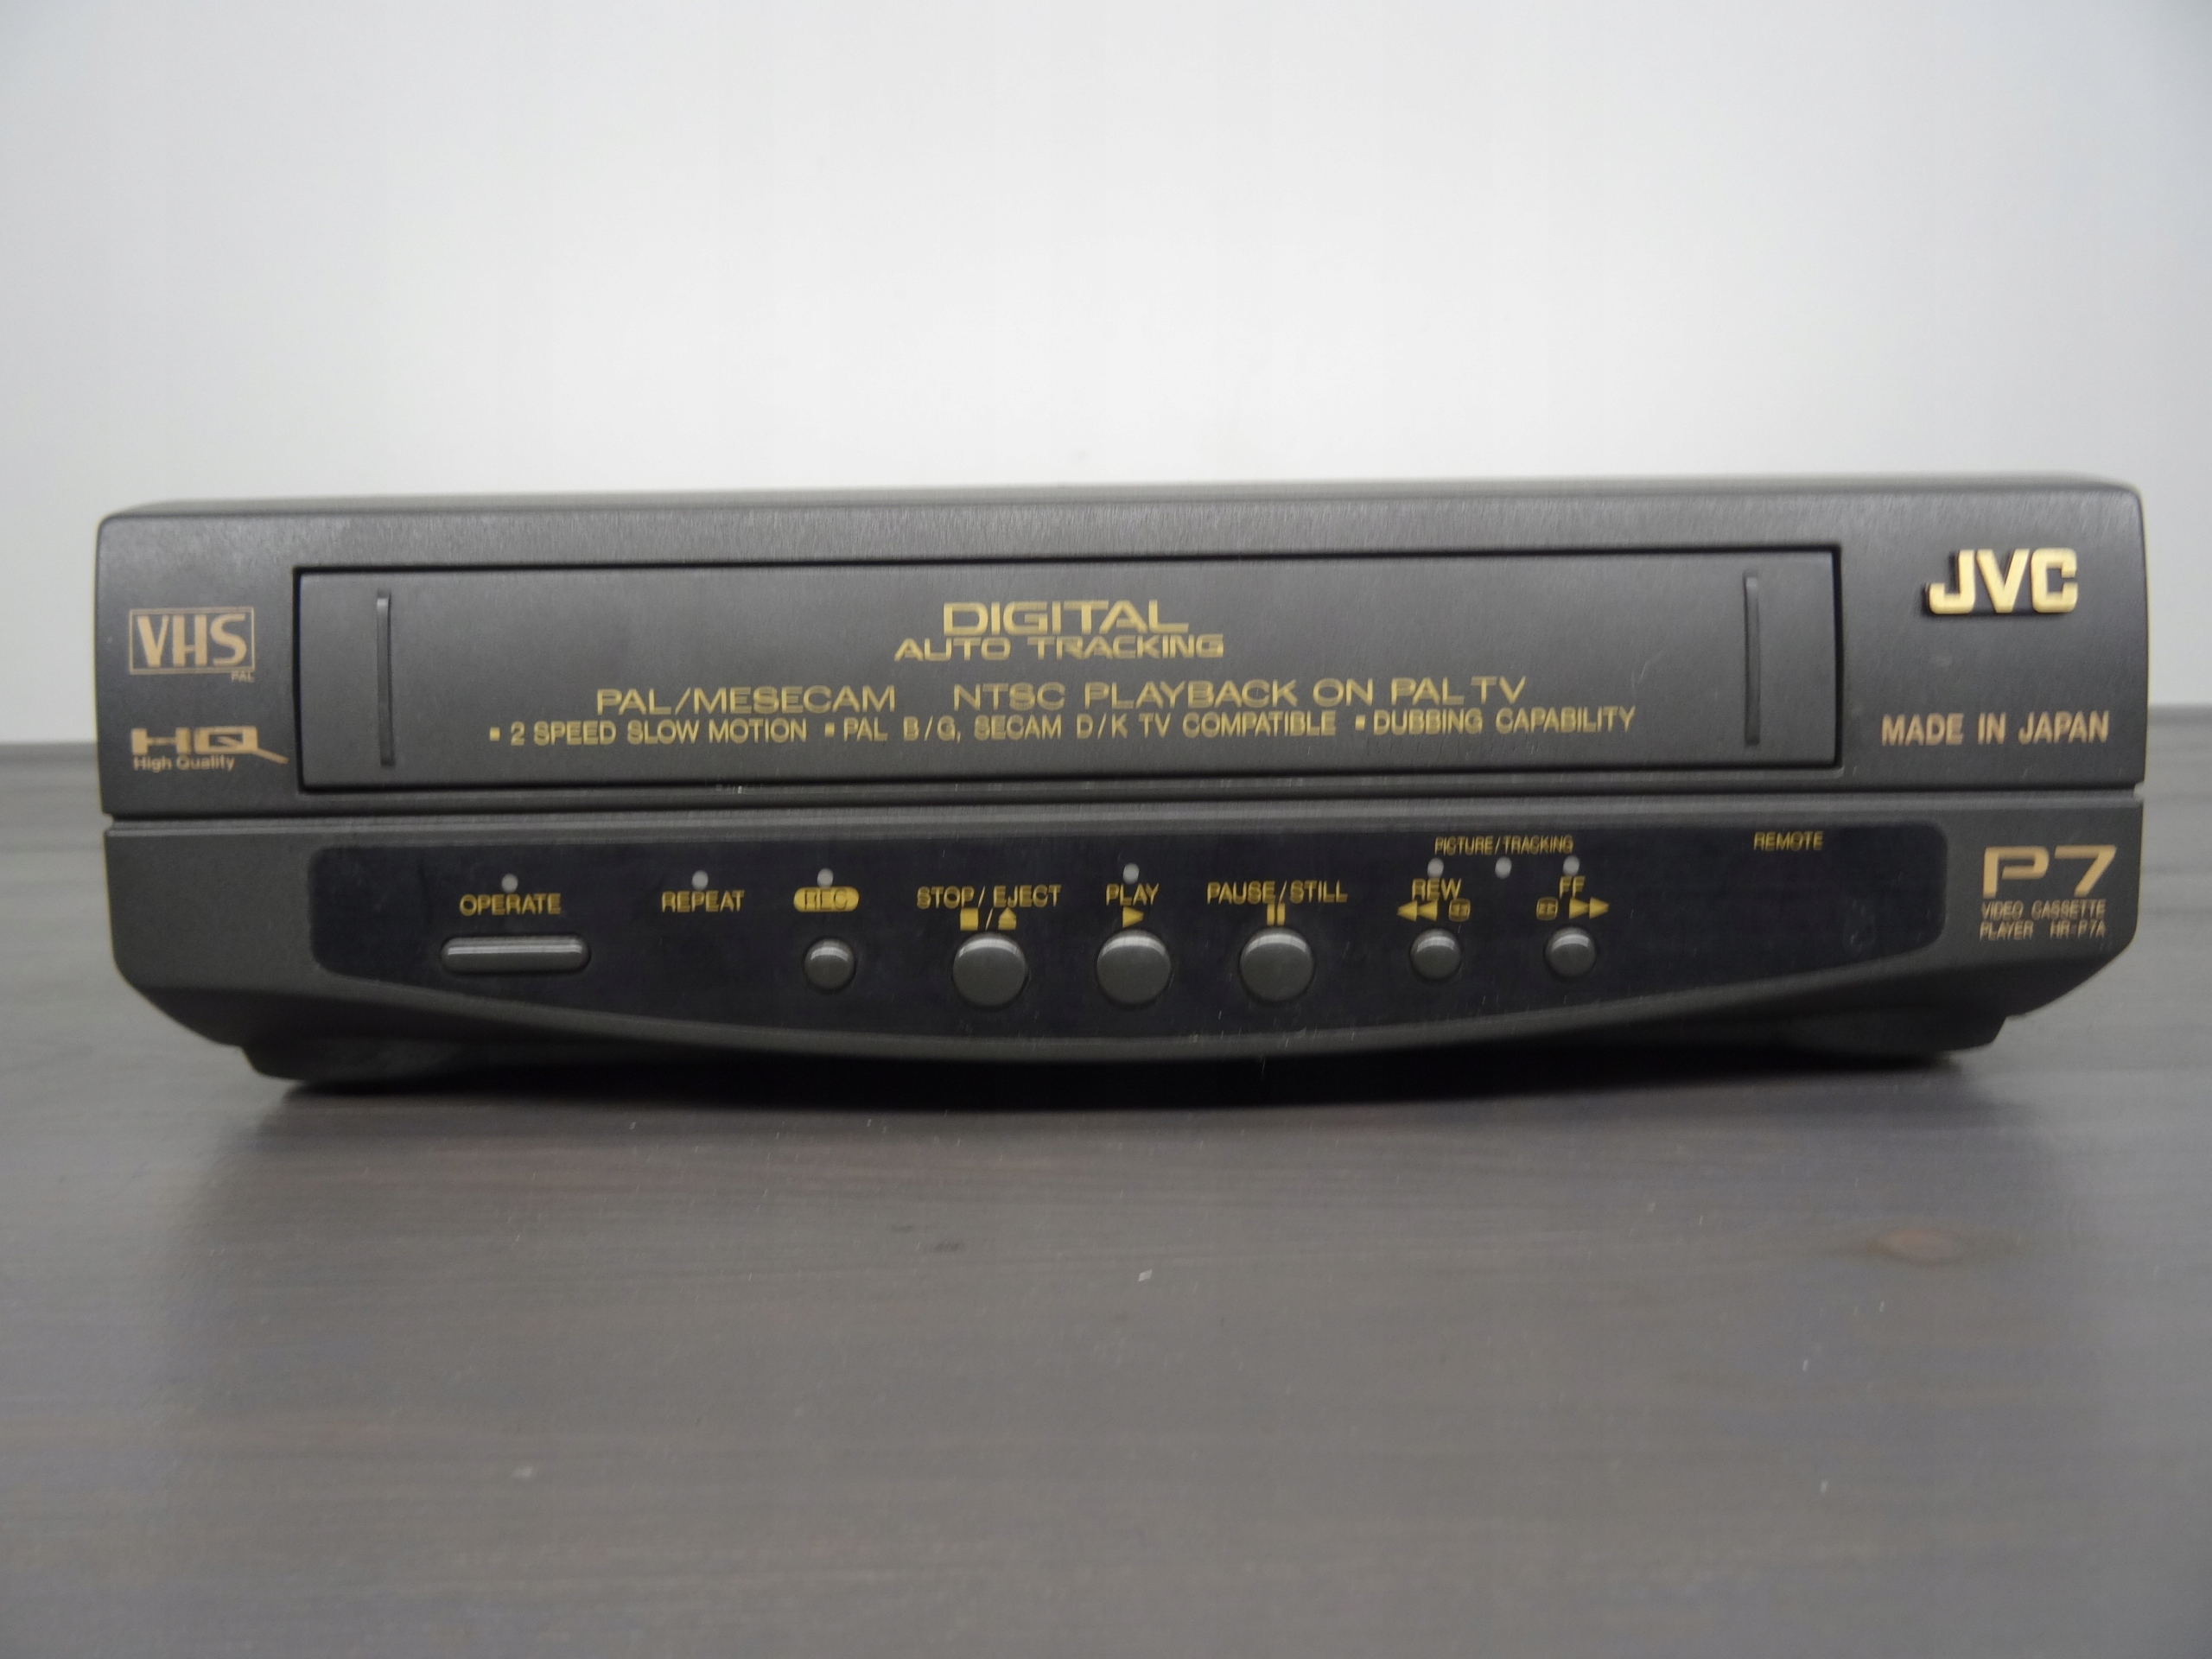 VHS
PAL
HQ
High Quality
DIGITAL
AUTO TRACKING
PAL/MESECAM NTSC PLAYBACK ON PAL TV
▪ 2 SPEED SLOW MOTION ▪ PAL B/G, SECAM D/K TV COMPATIBLE ▪ DUBBING CAPABILITY
JVC
MADE IN JAPAN
OPERATE
REPEAT
REC
STOP/EJECT
PLAY
PAUSE/STILL
PICTURE/TRACKING
REW
FF
REMOTE
P7
VIDEO CASSETTE
PLAYER HR-P7A